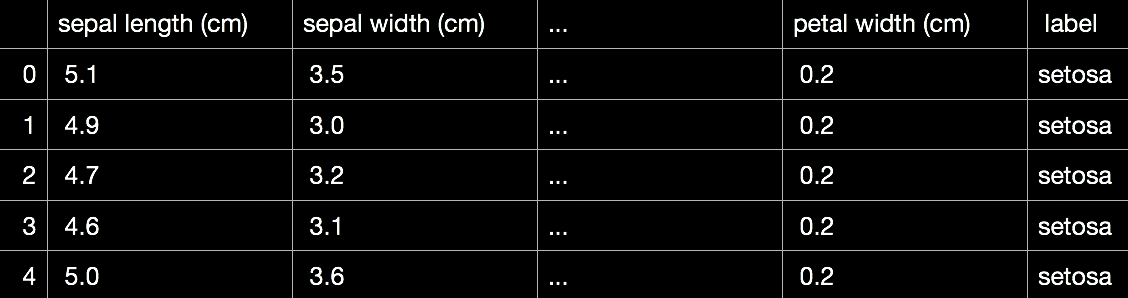 sepal length (cm) sepal width (cm) ... petal width (cm) label
0 5.1 3.5 ... 0.2 setosa
1 4.9 3.0 ... 0.2 setosa
2 4.7 3.2 ... 0.2 setosa
3 4.6 3.1 ... 0.2 setosa
4 5.0 3.6 ... 0.2 setosa